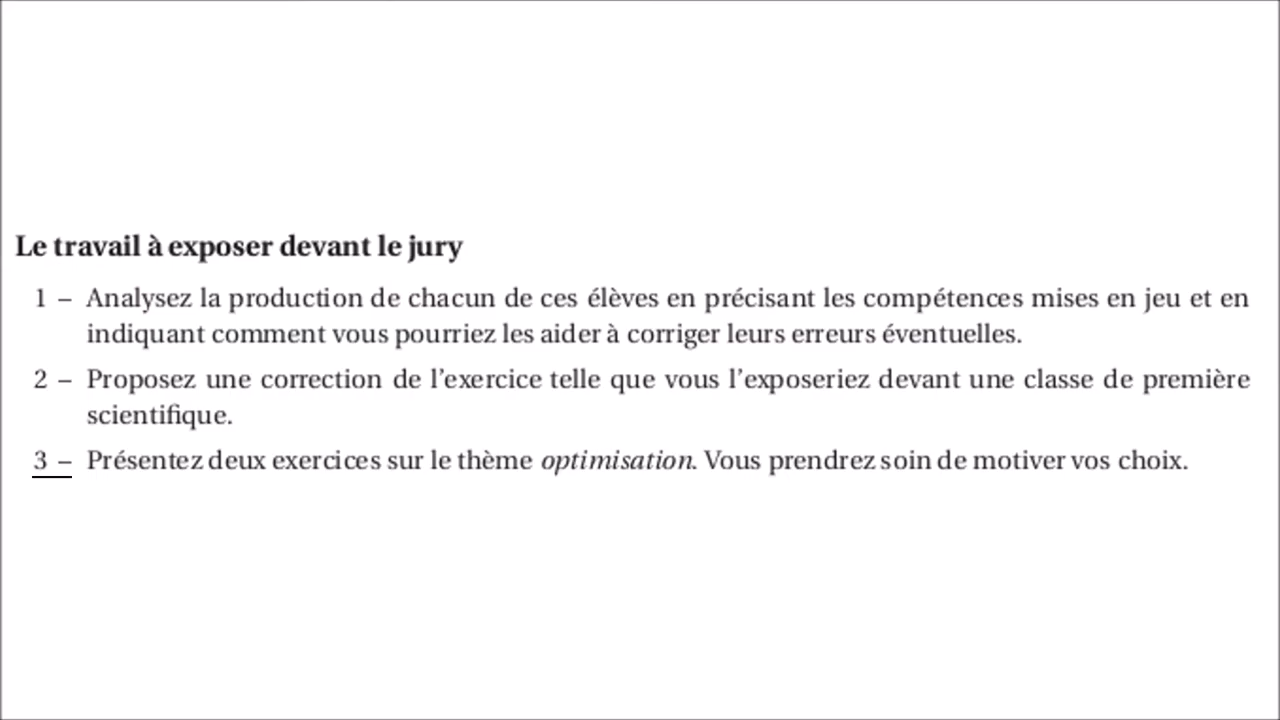 Le travail à exposer devant le jury
1 – Analysez la production de chacun de ces élèves en précisant les compétences mises en jeu et en
indiquant comment vous pourriez les aider à corriger leurs erreurs éventuelles.
2 – Proposez une correction de l'exercice telle que vous l'exposeriez devant une classe de première
scientifique.
3 – Présentez deux exercices sur le thème optimisation. Vous prendrez soin de motiver vos choix.